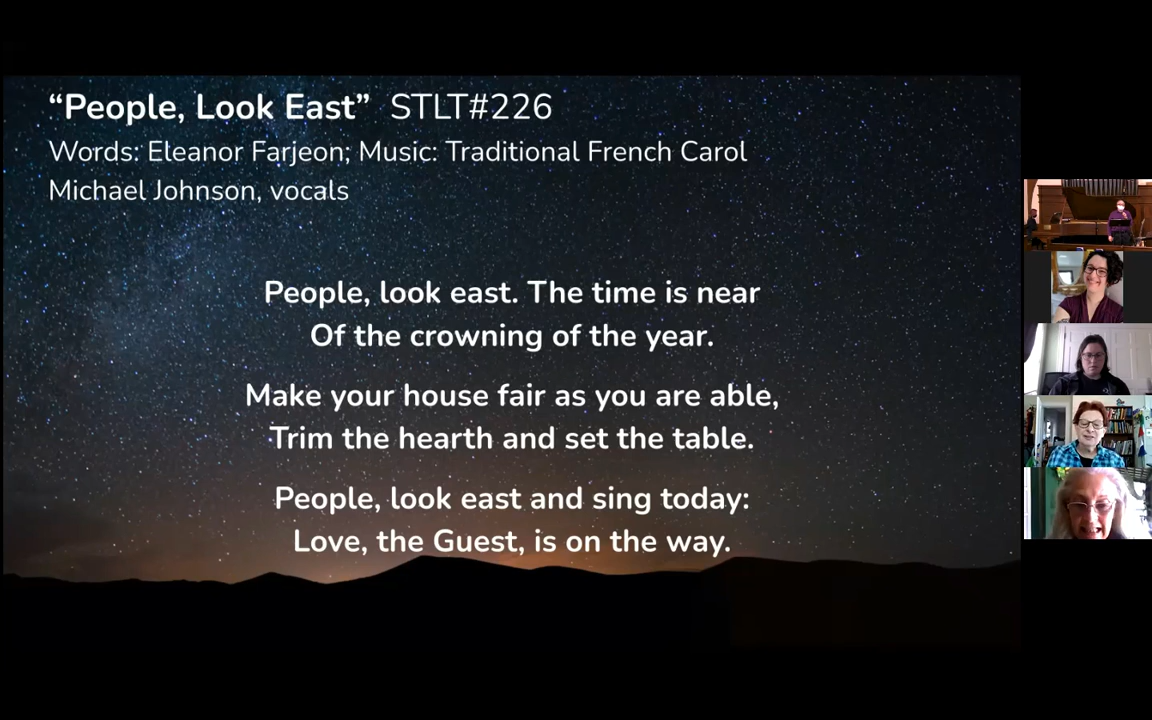 “People, Look East” STLT#226
Words: Eleanor Farjeon; Music: Traditional French Carol
Michael Johnson, vocals
People, look east. The time is near
Of the crowning of the year.
Make your house fair as you are able,
Trim the hearth and set the table.
People, look east and sing today:
Love, the Guest, is on the way.